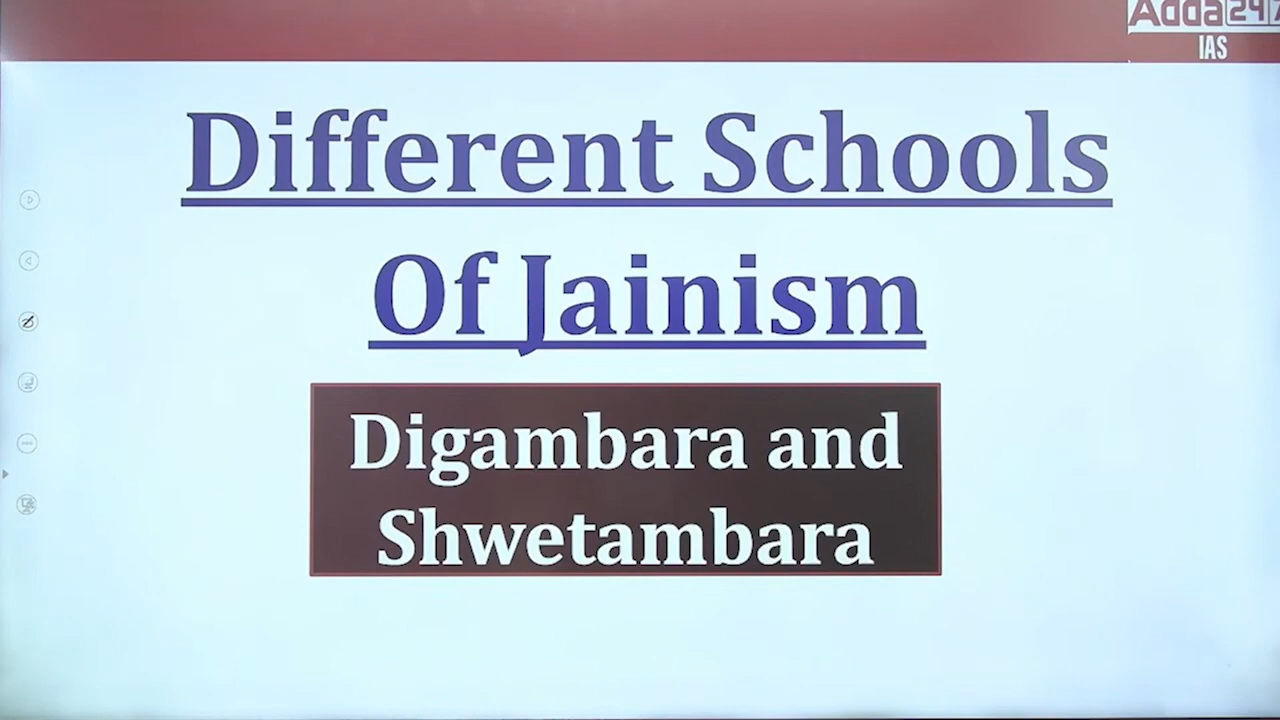 Adda247
IAS
Different Schools
Of Jainism
Digambara and
Shwetambara